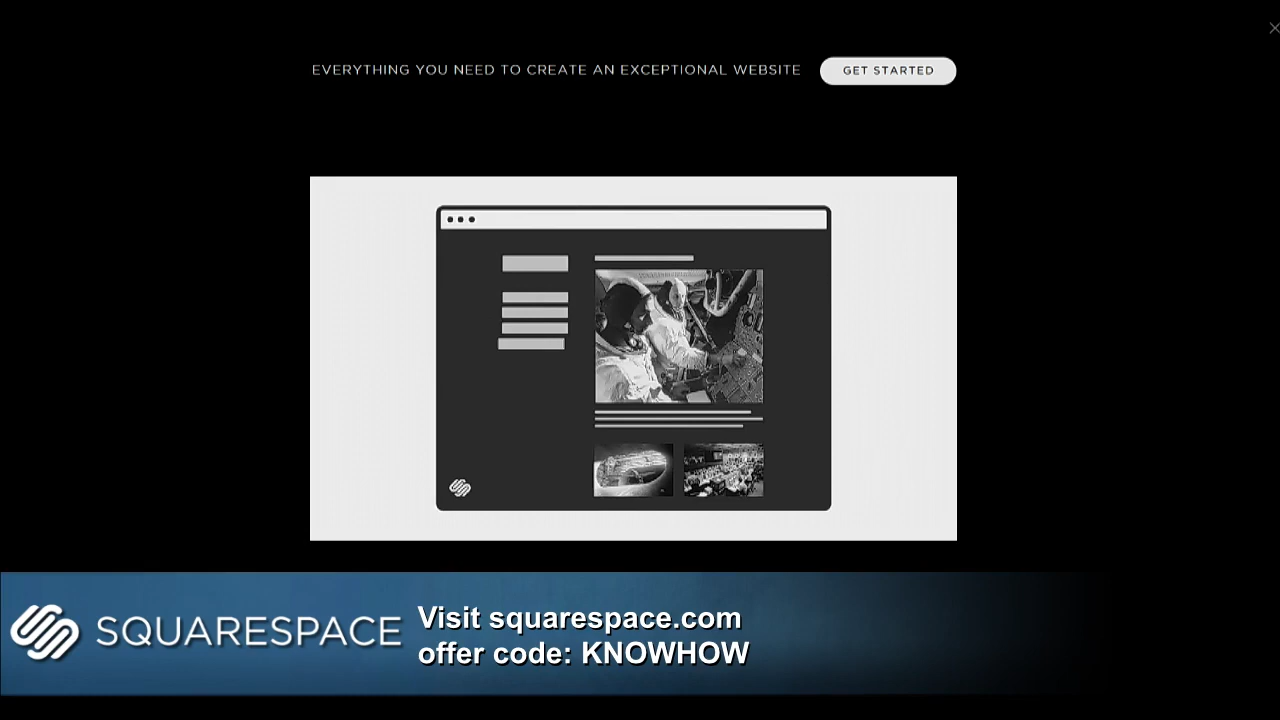 EVERYTHING YOU NEED TO CREATE AN EXCEPTIONAL WEBSITE
GET STARTED
SQUARESPACE
Visit squarespace.com
offer code: KNOWHOW